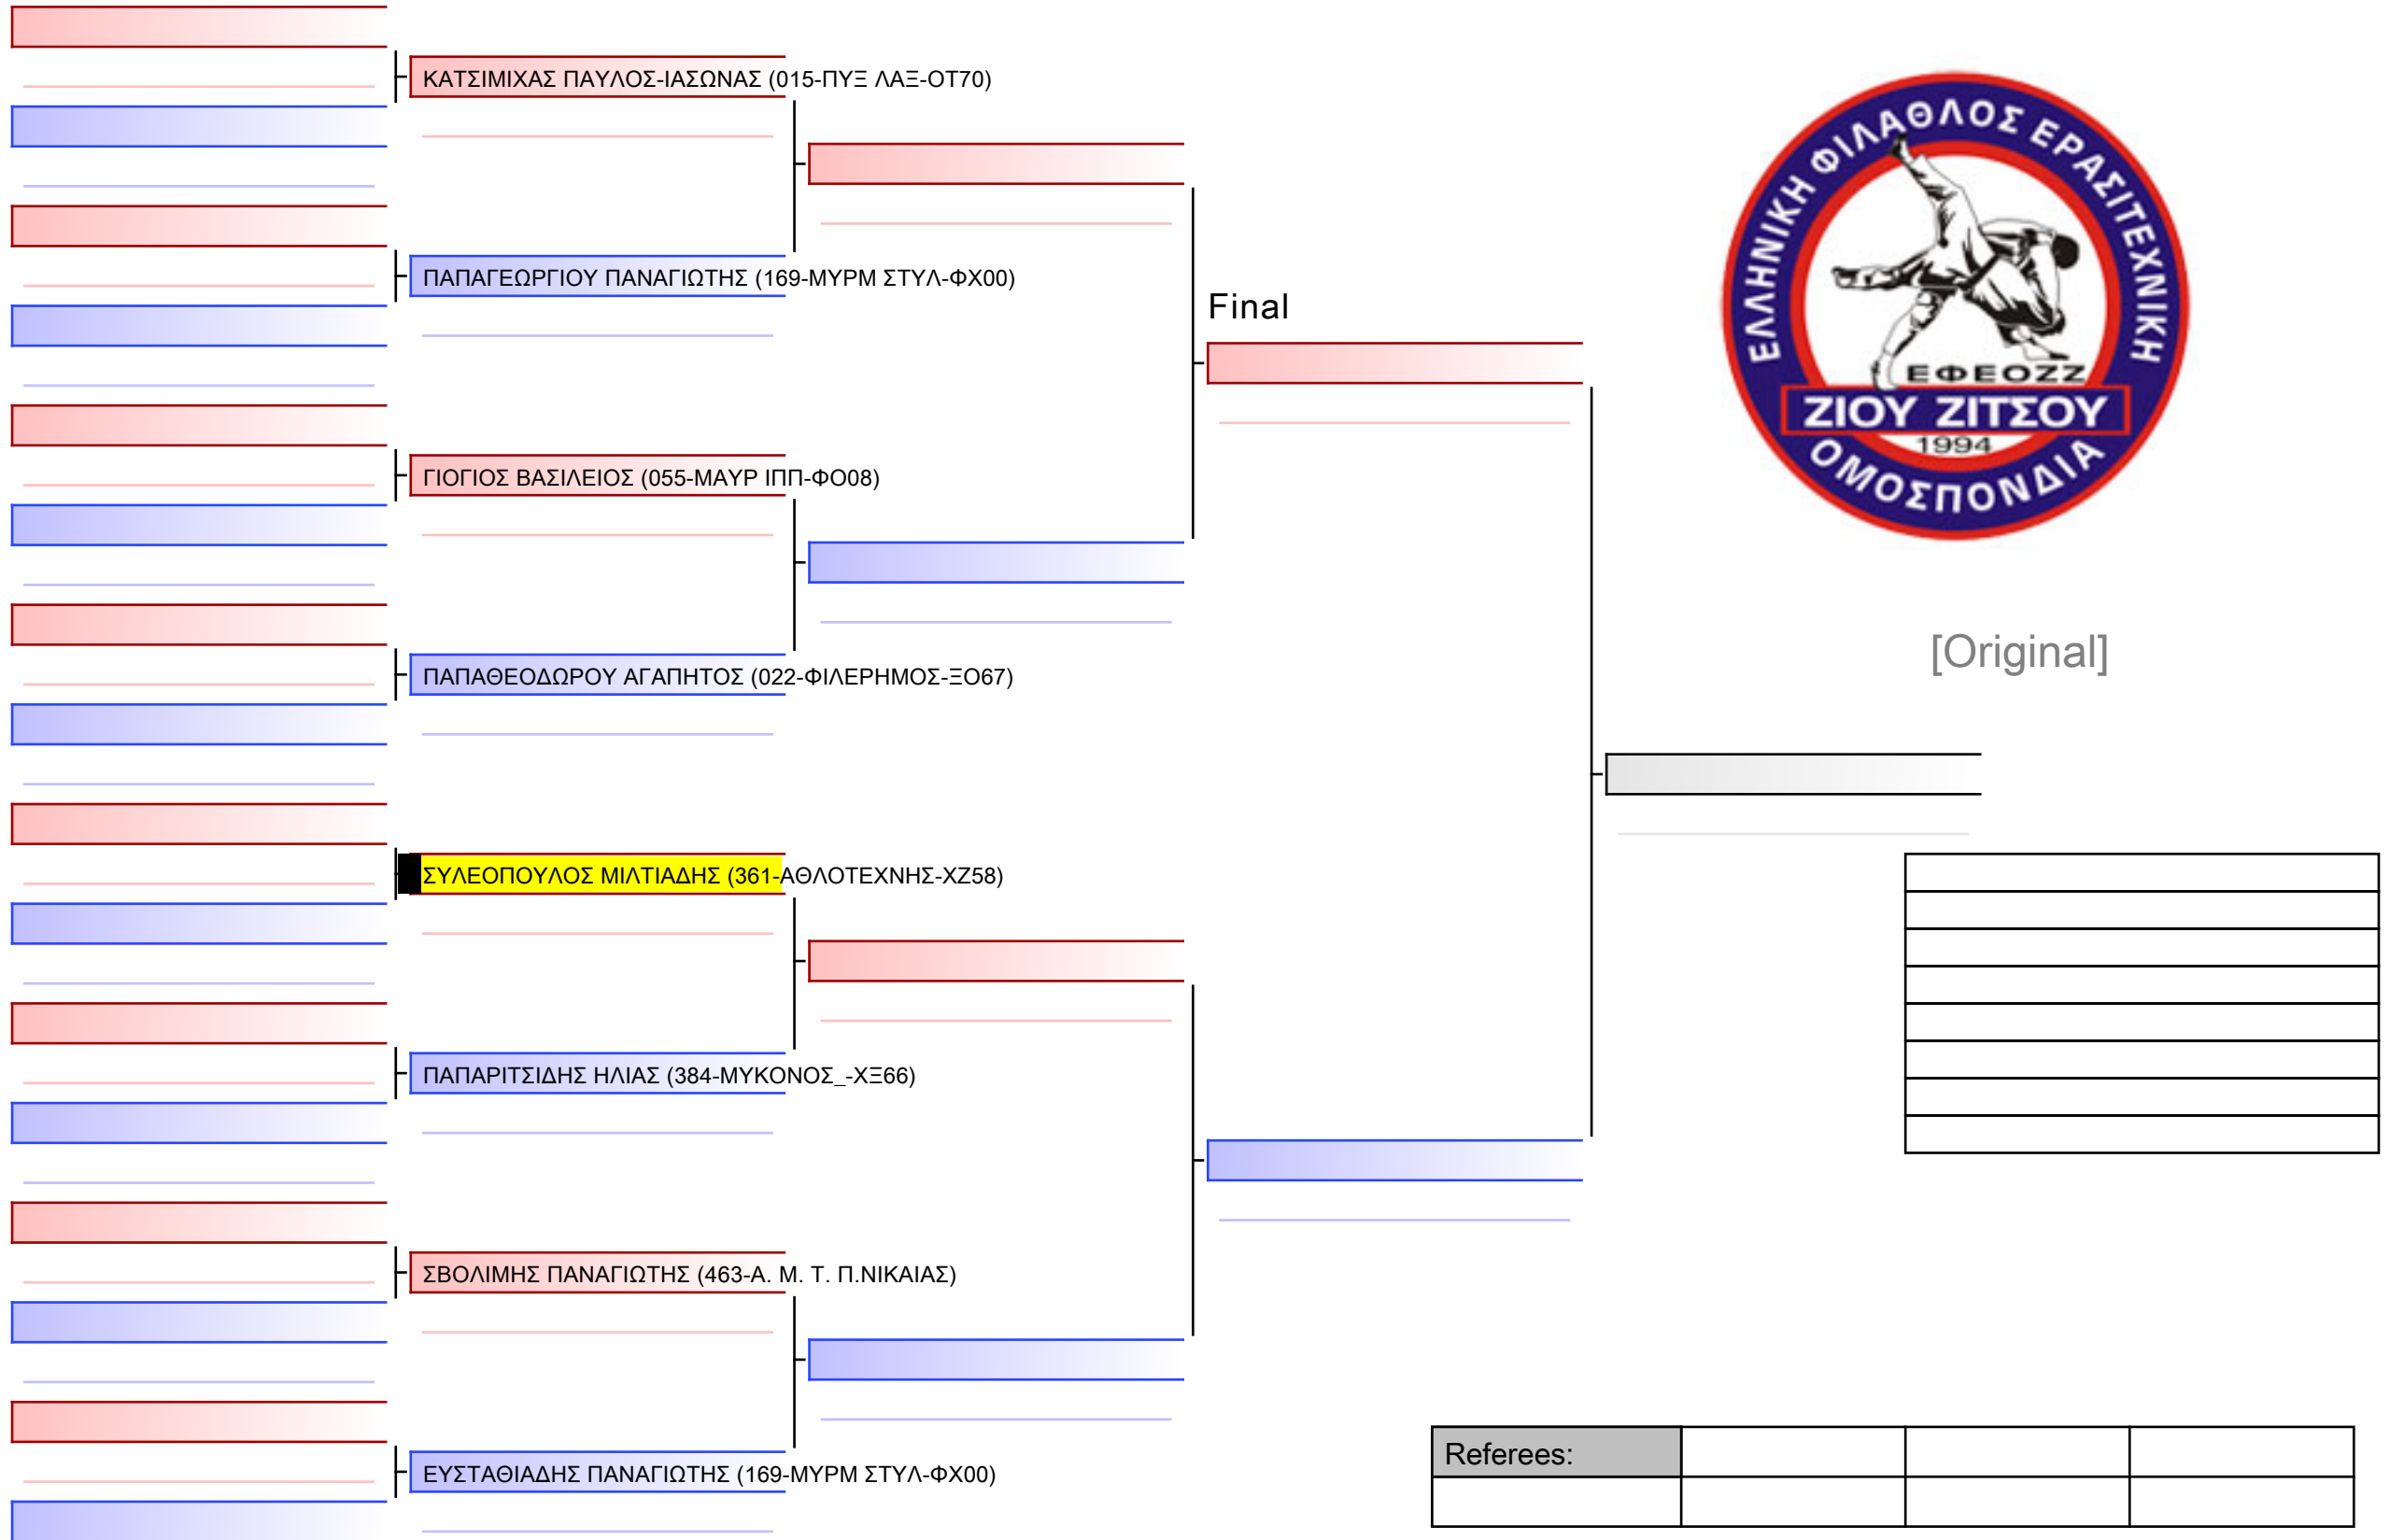 ΚΑΤΣΙΜΙΧΑΣ ΠΑΥΛΟΣ-ΙΑΣΩΝΑΣ (015-ΠΥΞ ΛΑΞ-ΟΤ70)
ΠΑΠΑΓΕΩΡΓΙΟΥ ΠΑΝΑΓΙΩΤΗΣ (169-ΜΥΡΜ ΣΤΥΛ-ΦΧ00)
ΓΙΟΓΙΟΣ ΒΑΣΙΛΕΙΟΣ (055-ΜΑΥΡ ΙΠΠ-ΦΟ08)
ΠΑΠΑΘΕΟΔΩΡΟΥ ΑΓΑΠΗΤΟΣ (022-ΦΙΛΕΡΗΜΟΣ-ΞΟ67)
ΣΥΛΕΟΠΟΥΛΟΣ ΜΙΛΤΙΑΔΗΣ (361-ΑΘΛΟΤΕΧΝΗΣ-ΧΖ58)
ΠΑΠΑΡΙΤΣΙΔΗΣ ΗΛΙΑΣ (384-ΜΥΚΟΝΟΣ_-ΧΞ66)
ΣΒΟΛΙΜΗΣ ΠΑΝΑΓΙΩΤΗΣ (463-Α. Μ. Τ. Π.ΝΙΚΑΙΑΣ)
ΕΥΣΤΑΘΙΑΔΗΣ ΠΑΝΑΓΙΩΤΗΣ (169-ΜΥΡΜ ΣΤΥΛ-ΦΧ00)
Final
ΕΛΛΗΝΙΚΗ ΦΙΛΑΘΛΟΣ ΕΡΑΣΙΤΕΧΝΙΚΗ
ΕΦΕΟΖΖ
ΖΙΟΥ ΖΙΤΣΟΥ
1994
ΟΜΟΣΠΟΝΔΙΑ
[Original]
Referees: